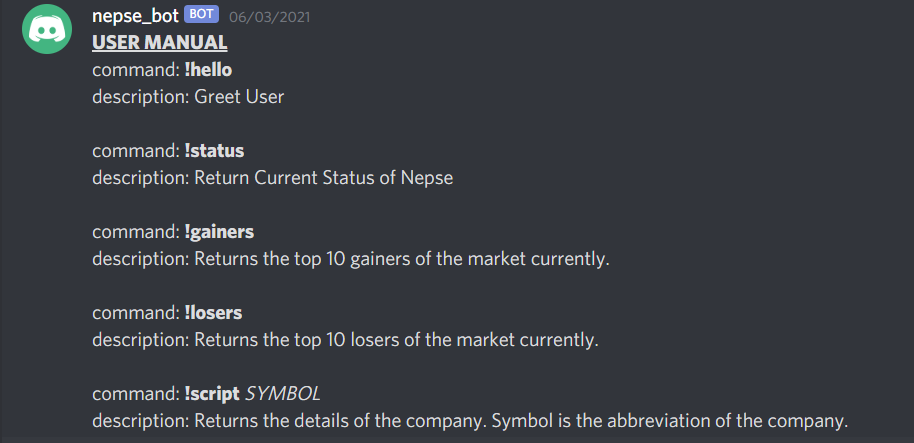 nepse_bot BOT 06/03/2021
USER MANUAL
command: !hello
description: Greet User
command: !status
description: Return Current Status of Nepse
command: !gainers
description: Returns the top 10 gainers of the market currently.
command: !losers
description: Returns the top 10 losers of the market currently.
command: !script SYMBOL
description: Returns the details of the company. Symbol is the abbreviation of the company.